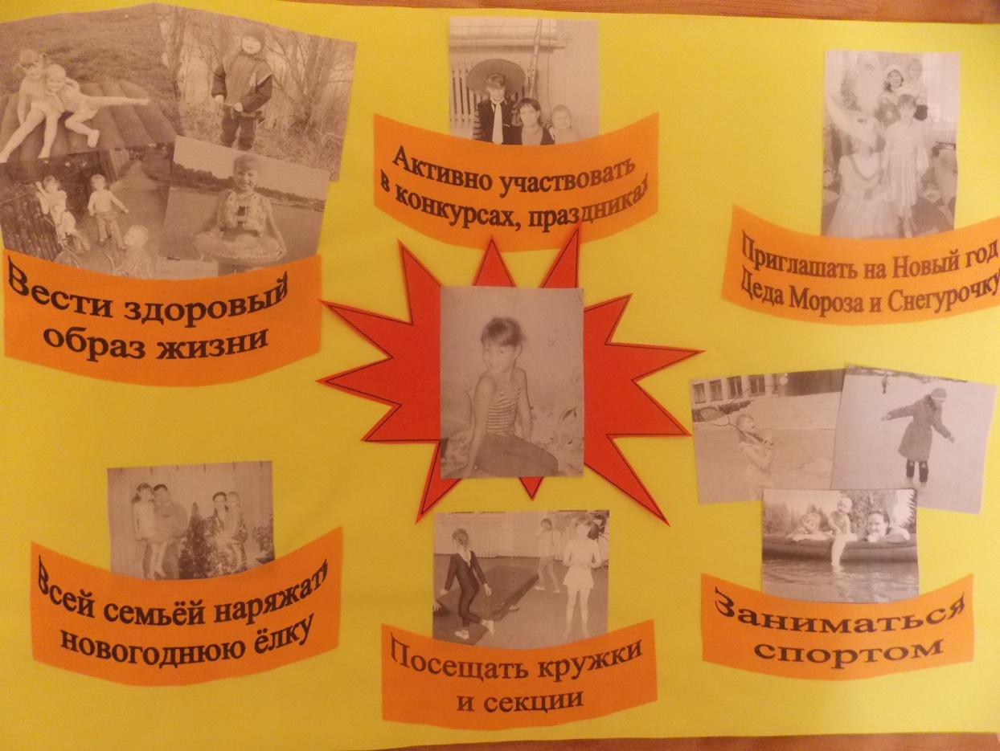 Активно участвовать
в конкурсах, праздниках
Приглашать на Новый год
Деда Мороза и Снегурочку
Вести здоровый
образ жизни
Всей семьёй наряжать
новогоднюю ёлку
Посещать кружки
и секции
Заниматься
спортом